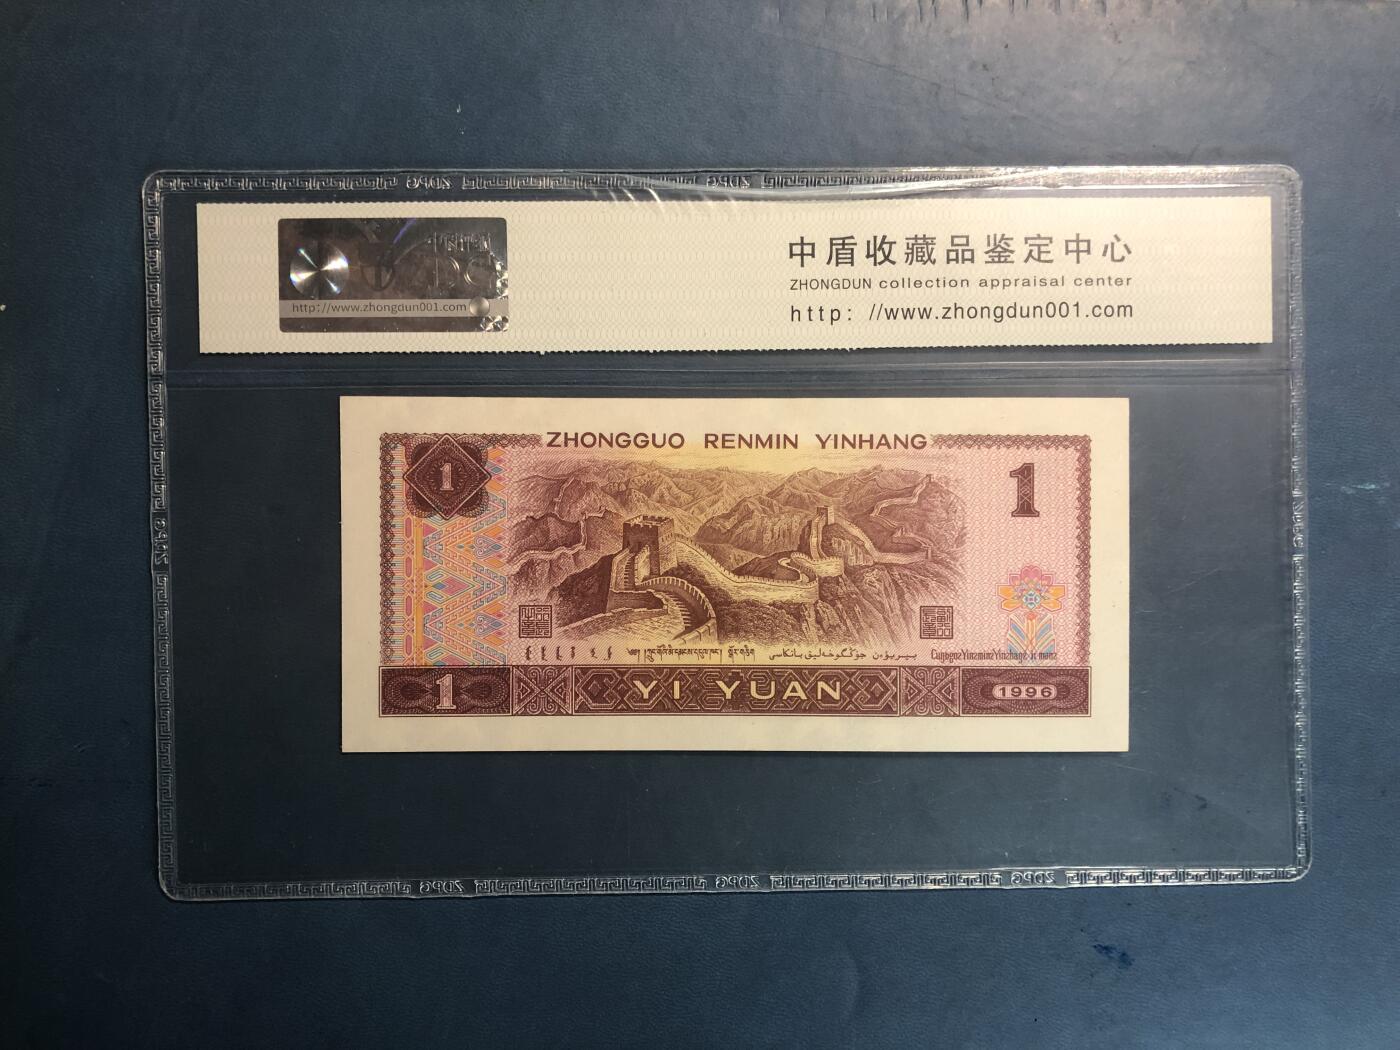 中盾收藏品鉴定中心
ZHONGDUN collection appraisal center
http: //www.zhongdun001.com
http://www.zhongdun001.com
ZHONGGUO RENMIN YINHANG
1
1
1
YI YUAN
1996
ZDPG